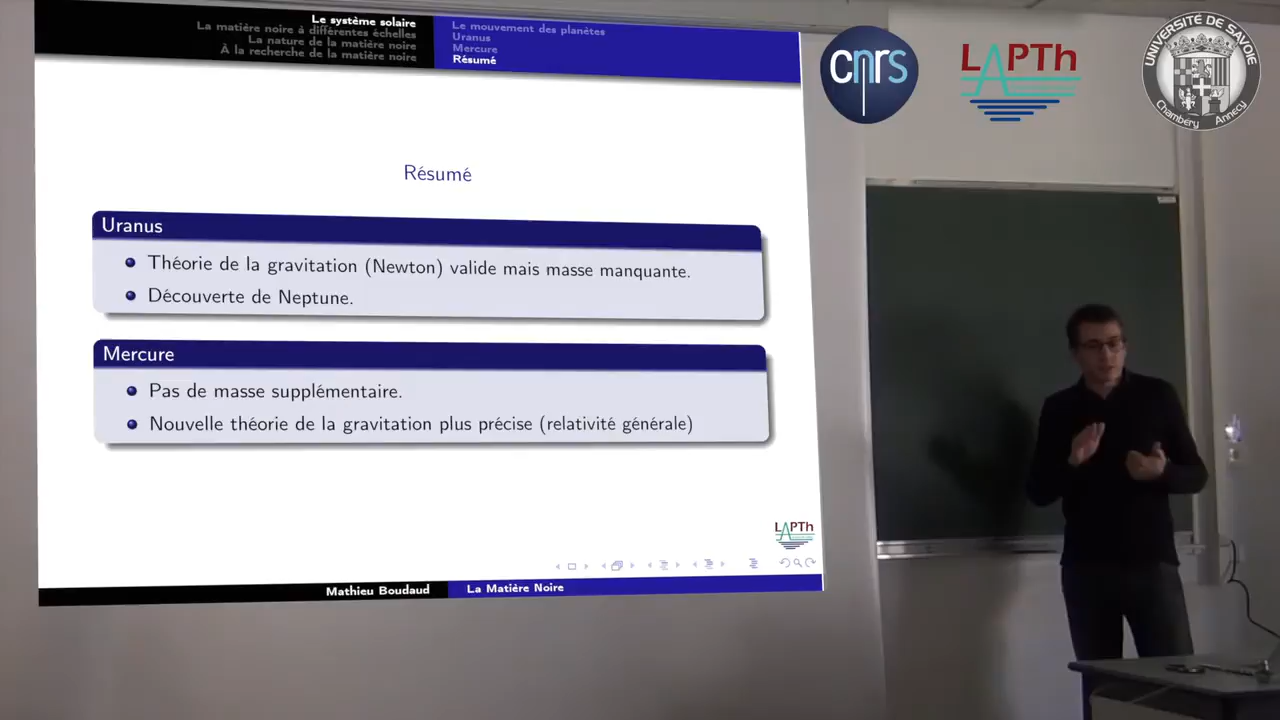 Le système solaire
La matière noire à différentes échelles
La nature de la matière noire
À la recherche de la matière noire
Le mouvement des planètes
Uranus
Mercure
Résumé
cnrs
LAPTh
UNIVERSITÉ DE SAVOIE
Chambéry Annecy
Résumé
Uranus
Théorie de la gravitation (Newton) valide mais masse manquante.
Découverte de Neptune.
Mercure
Pas de masse supplémentaire.
Nouvelle théorie de la gravitation plus précise (relativité générale)
LAPTh
Mathieu Boudaud
La Matière Noire